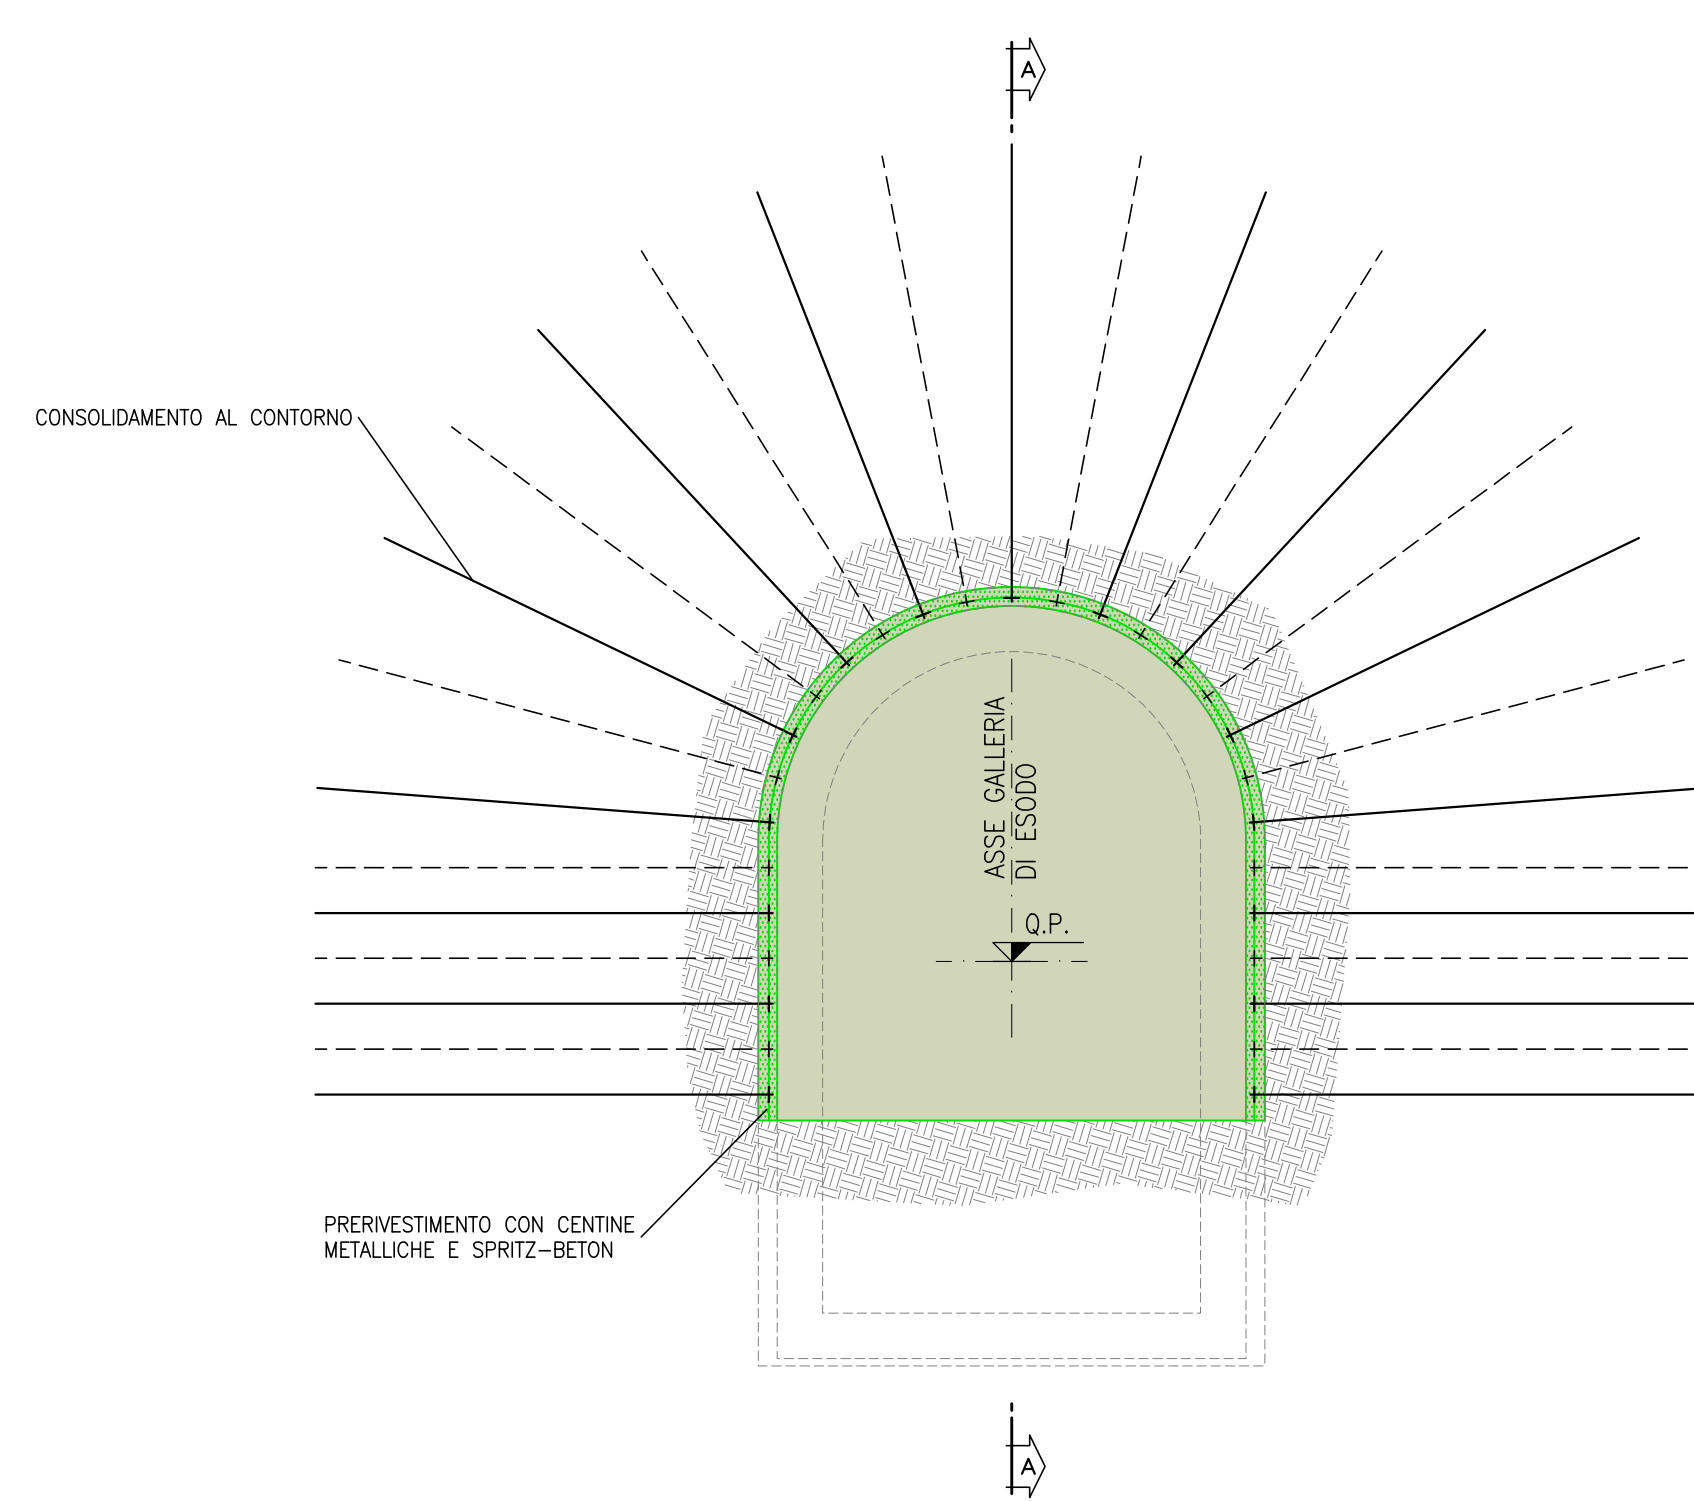 A
CONSOLIDAMENTO AL CONTORNO
ASSE GALLERIA
DI ESODO
Q.P.
PRERIVESTIMENTO CON CENTINE
METALLICHE E SPRITZ-BETON
A